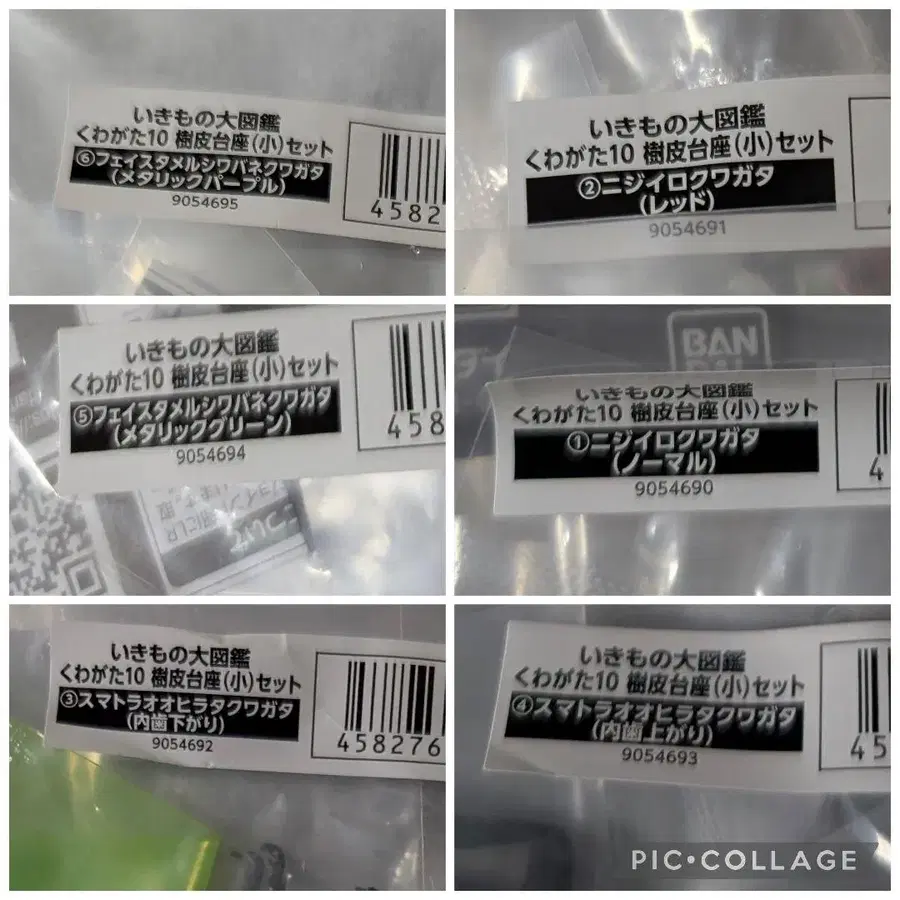 いきもの大図鑑
くわがた10 樹皮台座(小)セット
⑥フェイスタメルシワバネクワガタ
(メタリックパープル)
9054695
4582
いきもの大図鑑
くわがた10 樹皮台座(小)セット
②ニジイロクワガタ
(レッド)
9054691
いきもの大図鑑
くわがた10 樹皮台座(小)セット
⑤フェイスタメルシワバネクワガタ
(メタリックグリーン)
9054694
458
BAN
いきもの大図鑑
くわがた10 樹皮台座(小)セット
①ニジイロクワガタ
(ノーマル)
9054690
4
いきもの大図鑑
くわがた10 樹皮台座(小)セット
③スマトラオオヒラタクワガタ
(内歯下がり)
9054692
458276
いきもの大図鑑
くわがた10 樹皮台座(小)セット
④スマトラオオヒラタクワガタ
(内歯上がり)
9054693
45
PIC•COLLAGE